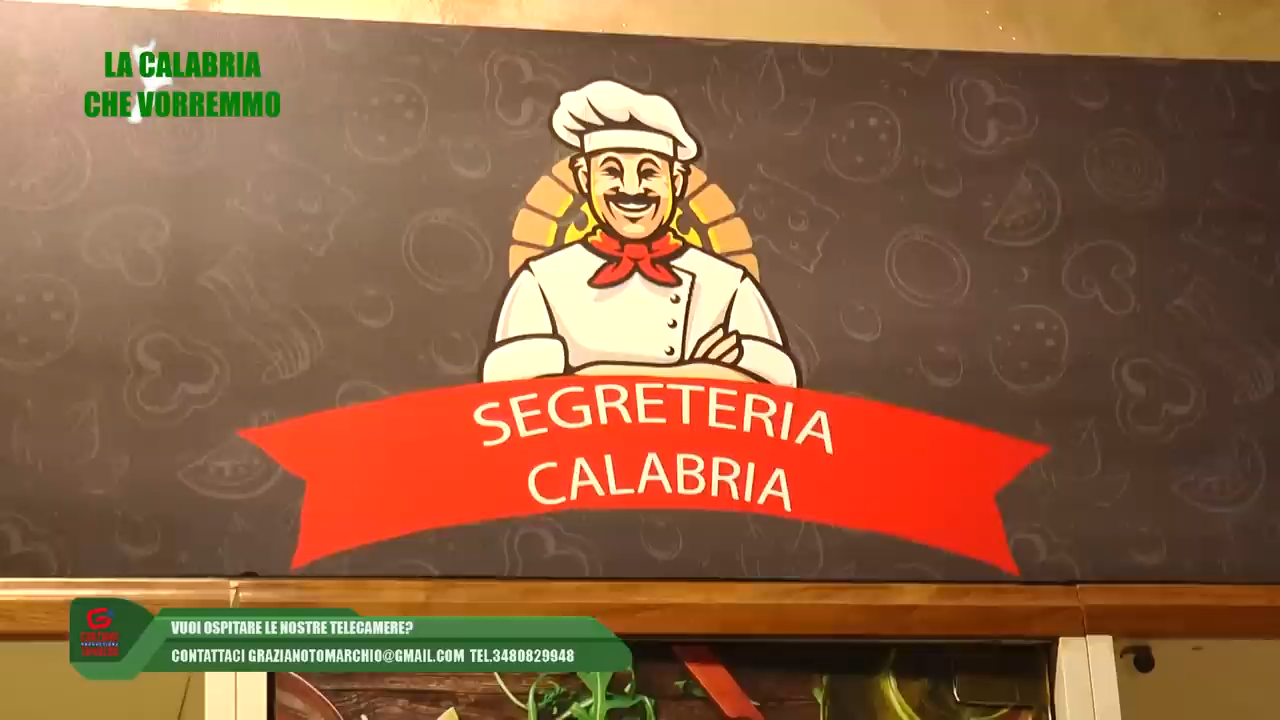 LA CALABRIA
CHE VORREMMO
SEGRETERIA
CALABRIA
VUOI OSPITARE LE NOSTRE TELECAMERE?
CONTATTACI GRAZIANOTOMARCHIO@GMAIL.COM TEL.3480829948